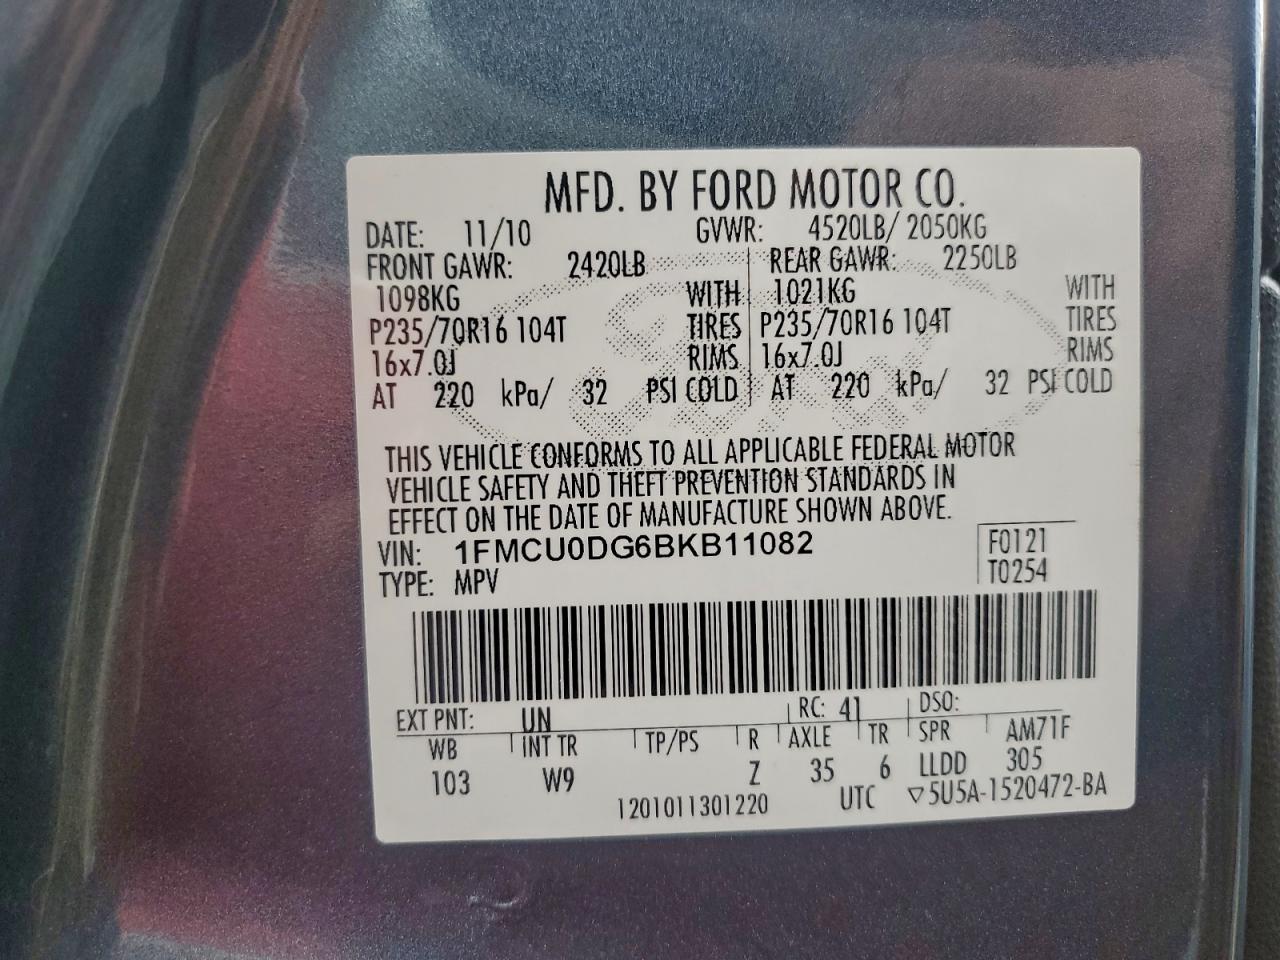 MFD. BY FORD MOTOR CO.
DATE: 11/10 GVWR: 4520LB/ 2050KG
FRONT GAWR: 2420LB REAR GAWR: 2250LB
1098KG WITH 1021KG WITH
P235/70R16 104T TIRES P235/70R16 104T TIRES
16x7.0J RIMS 16x7.0J RIMS
AT 220 kPa/ 32 PSI COLD AT 220 kPa/ 32 PSI COLD
THIS VEHICLE CONFORMS TO ALL APPLICABLE FEDERAL MOTOR
VEHICLE SAFETY AND THEFT PREVENTION STANDARDS IN
EFFECT ON THE DATE OF MANUFACTURE SHOWN ABOVE.
VIN: 1FMCU0DG6BKB11082 F0121
TYPE: MPV T0254
EXT PNT: UN RC: 41 DSO:
WB INT TR TP/PS R AXLE TR SPR AM71F
103 W9 Z 35 6 LLDD 305
1201011301220 UTC ▽5U5A-1520472-BA